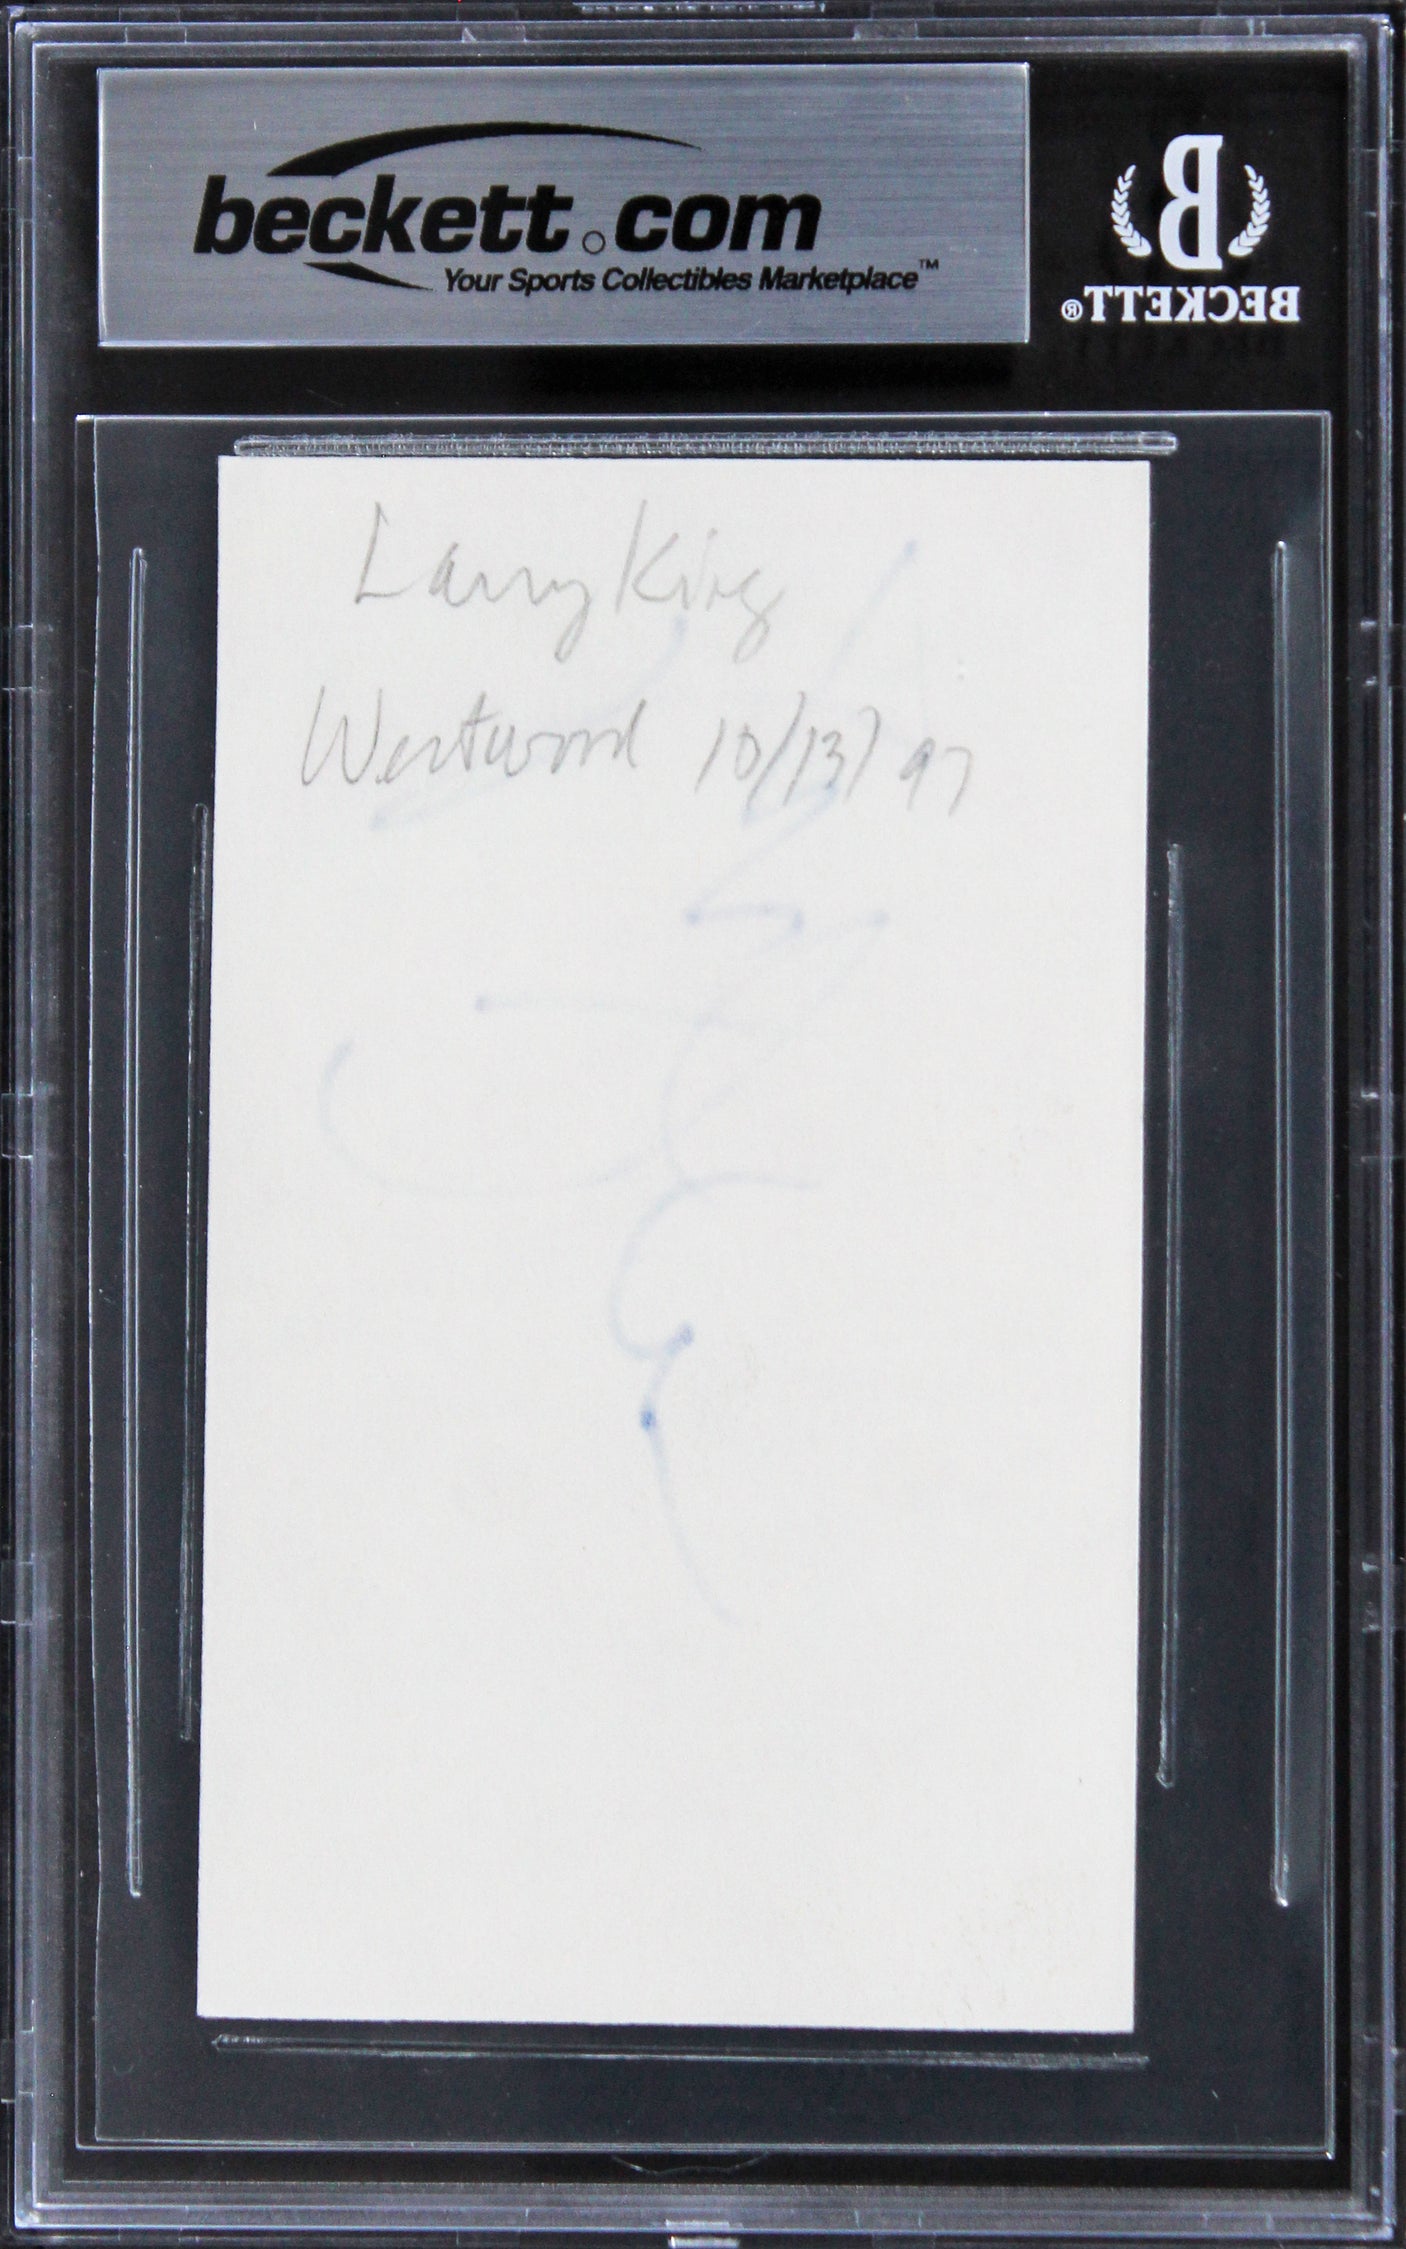 beckett.com
Your Sports Collectibles Marketplace™
B
BECKETT®
Larry King
Westwood 10/13/97